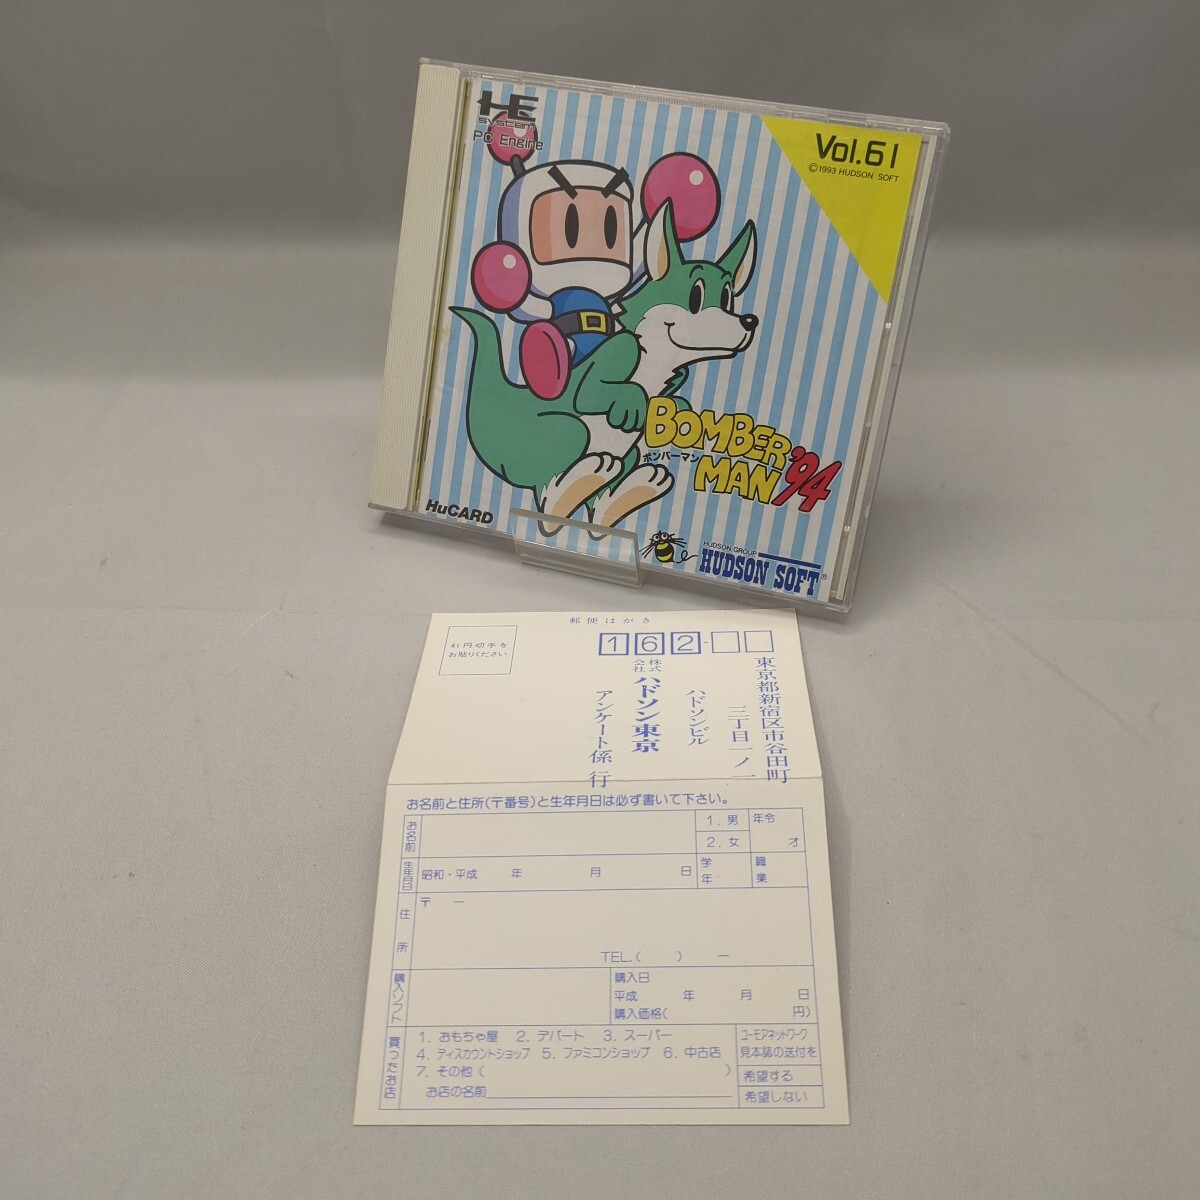 HE
system
PC Engine
Vol.61
©1993 HUDSON SOFT
BOMBER
MAN '94
ボンバーマン
HuCARD
HUDSON GROUP
HUDSON SOFT®
郵便はがき
41円切手を
お貼りください
162-
東京都新宿区市谷田町
三丁目一ノ一
ハドソンビル
株式会社
ハドソン東京
アンケート係 行
お名前と住所(〒番号)と生年月日は必ず書いて下さい。
お名前
1. 男
2. 女
年令
才
生年月日
昭和・平成 年 月 日
学年
職業
住所
〒 ー
TEL.( ) ー
購入ソフト
購入日
平成 年 月 日
購入価格( 円)
買ったお店
1. おもちゃ屋 2. デパート 3. スーパー
4. ディスカウントショップ 5. ファミコンショップ 6. 中古店
7. その他( )
お店の名前
ユーモアネットワーク
見本誌の送付を
希望する
希望しない